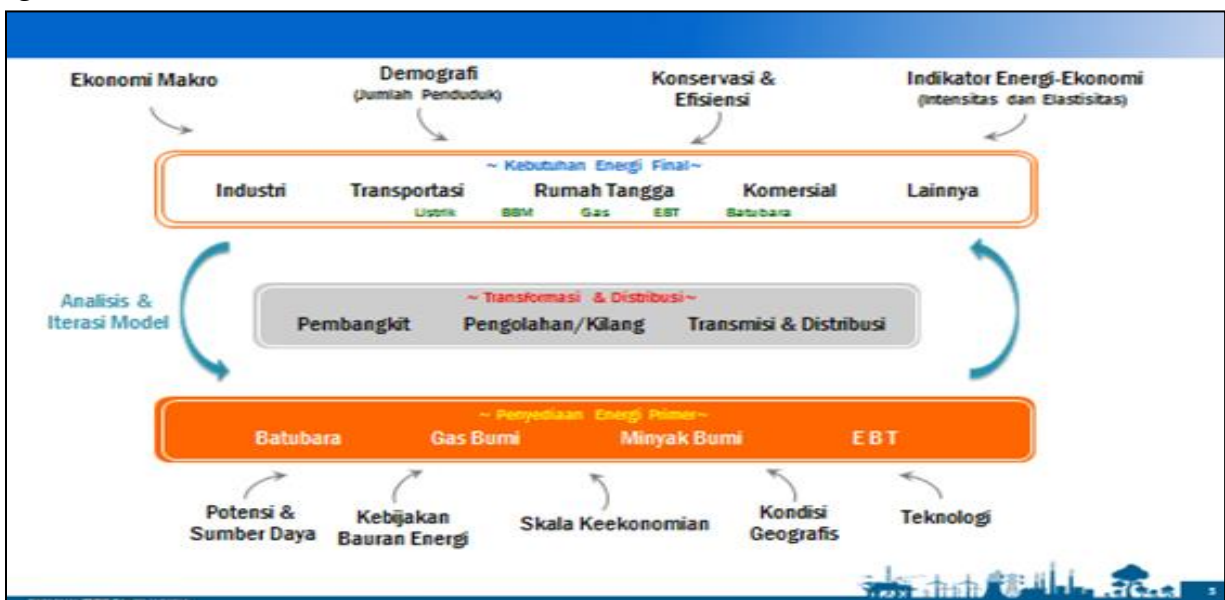 Ekonomi Makro
Demografi
(Jumlah Penduduk)
Konservasi &
Efisiensi
Indikator Energi-Ekonomi
(Intensitas dan Elastisitas)
~ Kebutuhan Energi Final~
Industri Transportasi Rumah Tangga Komersial Lainnya
Listrik BBM Gas EBT Batubara
Analisis &
Iterasi Model
~ Transformasi & Distribusi~
Pembangkit Pengolahan/Kilang Transmisi & Distribusi
~ Penyediaan Energi Primer~
Batubara Gas Bumi Minyak Bumi EBT
Potensi &
Sumber Daya
Kebijakan
Bauran Energi
Skala Keekonomian
Kondisi
Geografis
Teknologi